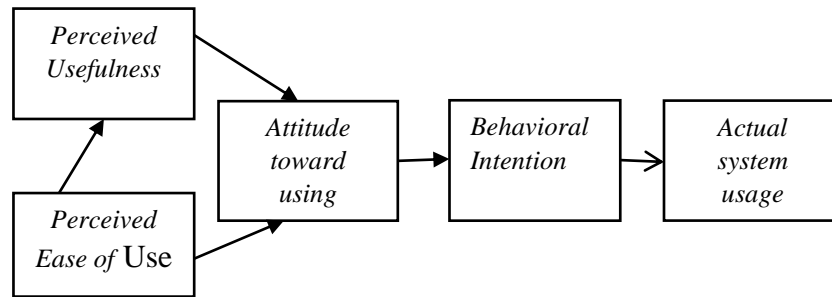 Perceived
Usefulness
Perceived
Ease of Use
Attitude
toward
using
Behavioral
Intention
Actual
system
usage